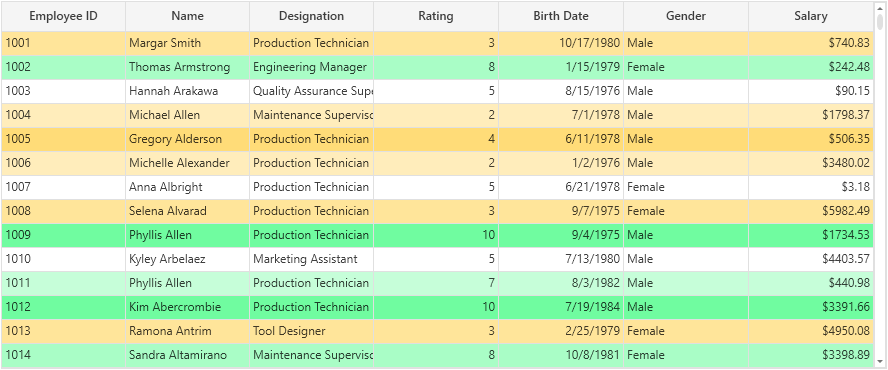 Employee ID Name Designation Rating Birth Date Gender Salary
1001 Margar Smith Production Technician 3 10/17/1980 Male $740.83
1002 Thomas Armstrong Engineering Manager 8 1/15/1979 Female $242.48
1003 Hannah Arakawa Quality Assurance Supe 5 8/15/1976 Male $90.15
1004 Michael Allen Maintenance Supervisc 2 7/1/1978 Male $1798.37
1005 Gregory Alderson Production Technician 4 6/11/1978 Male $506.35
1006 Michelle Alexander Production Technician 2 1/2/1976 Male $3480.02
1007 Anna Albright Production Technician 5 6/21/1978 Female $3.18
1008 Selena Alvarad Production Technician 3 9/7/1975 Female $5982.49
1009 Phyllis Allen Production Technician 10 9/4/1975 Male $1734.53
1010 Kyley Arbelaez Marketing Assistant 5 7/13/1980 Male $4403.57
1011 Phyllis Allen Production Technician 7 8/3/1982 Male $440.98
1012 Kim Abercrombie Production Technician 10 7/19/1984 Male $3391.66
1013 Ramona Antrim Tool Designer 3 2/25/1979 Female $4950.08
1014 Sandra Altamirano Maintenance Supervisc 8 10/8/1981 Female $3398.89